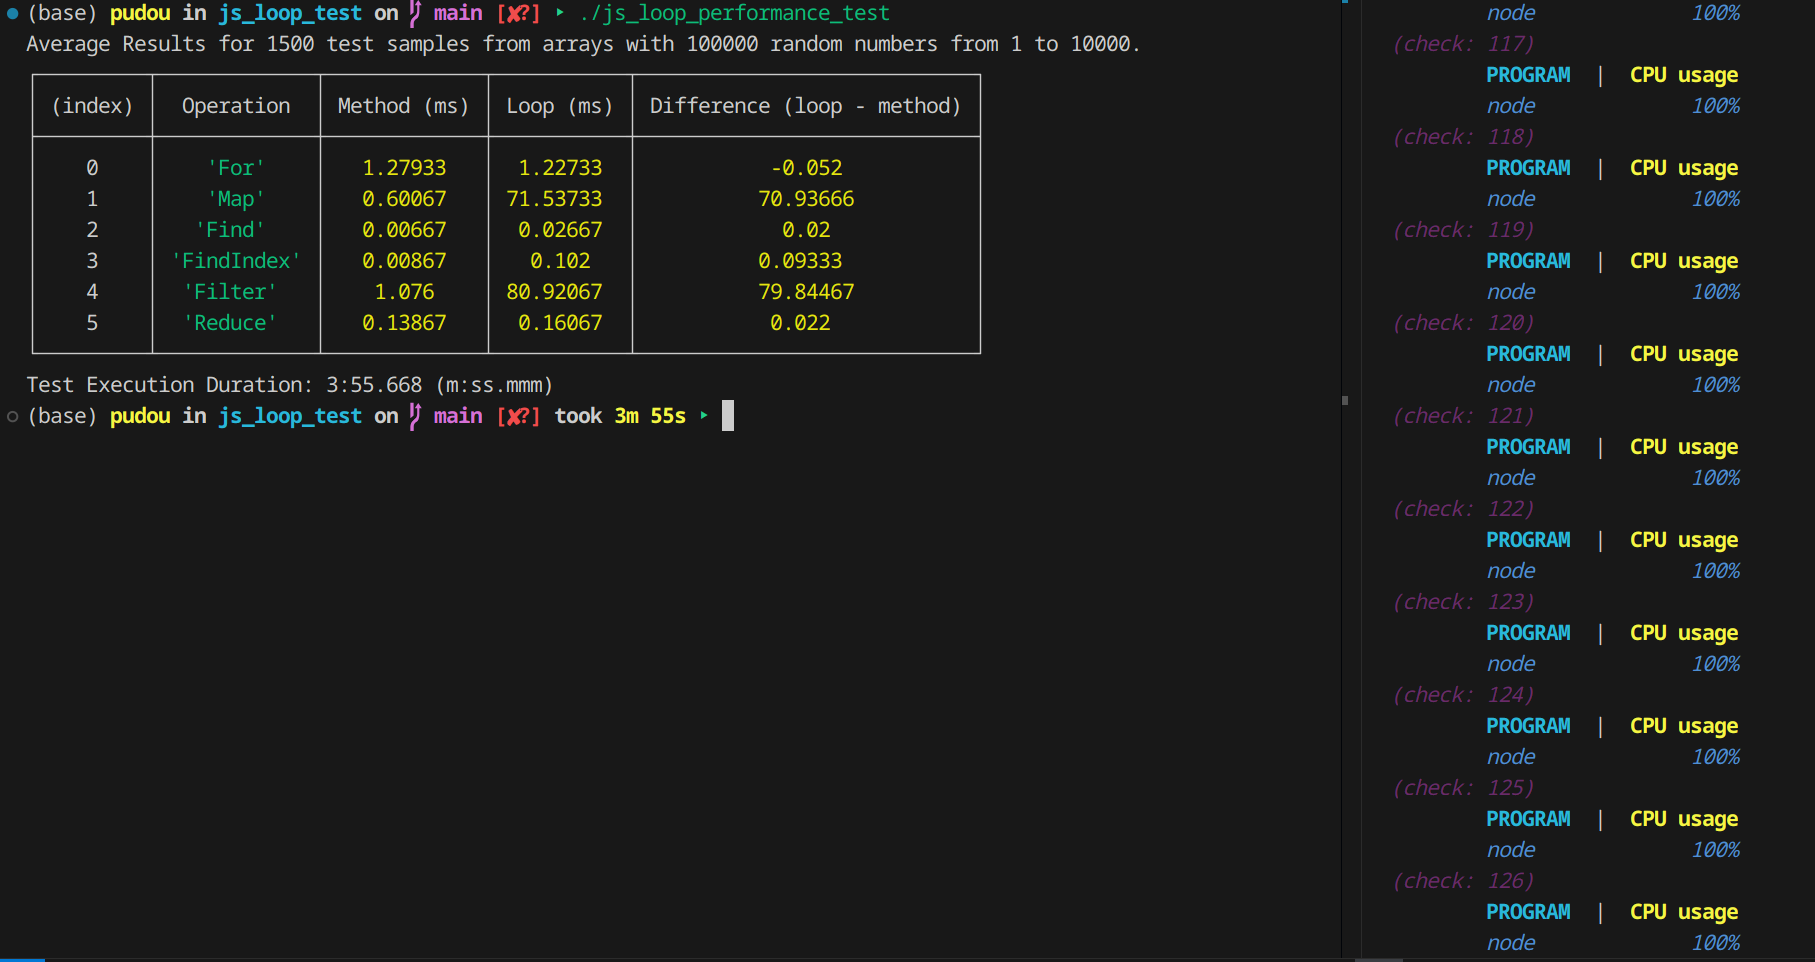 (base) pudou in js_loop_test on main [✘?] ‣ ./js_loop_performance_test
Average Results for 1500 test samples from arrays with 100000 random numbers from 1 to 10000.
(index) Operation Method (ms) Loop (ms) Difference (loop - method)
0 'For' 1.27933 1.22733 -0.052
1 'Map' 0.60067 71.53733 70.93666
2 'Find' 0.00667 0.02667 0.02
3 'FindIndex' 0.00867 0.102 0.09333
4 'Filter' 1.076 80.92067 79.84467
5 'Reduce' 0.13867 0.16067 0.022
Test Execution Duration: 3:55.668 (m:ss.mmm)
(base) pudou in js_loop_test on main [✘?] took 3m 55s ‣
node 100%
(check: 117)
PROGRAM | CPU usage
node 100%
(check: 118)
PROGRAM | CPU usage
node 100%
(check: 119)
PROGRAM | CPU usage
node 100%
(check: 120)
PROGRAM | CPU usage
node 100%
(check: 121)
PROGRAM | CPU usage
node 100%
(check: 122)
PROGRAM | CPU usage
node 100%
(check: 123)
PROGRAM | CPU usage
node 100%
(check: 124)
PROGRAM | CPU usage
node 100%
(check: 125)
PROGRAM | CPU usage
node 100%
(check: 126)
PROGRAM | CPU usage
node 100%